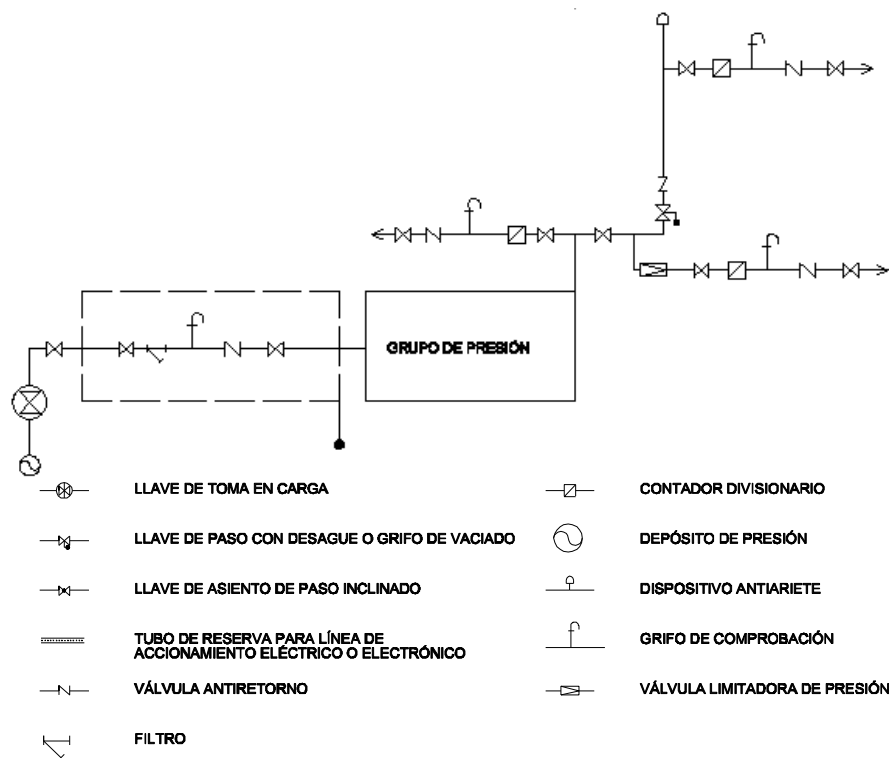 GRUPO DE PRESIÓN
LLAVE DE TOMA EN CARGA
LLAVE DE PASO CON DESAGUE O GRIFO DE VACIADO
LLAVE DE ASIENTO DE PASO INCLINADO
TUBO DE RESERVA PARA LÍNEA DE
ACCIONAMIENTO ELÉCTRICO O ELECTRÓNICO
VÁLVULA ANTIRETORNO
FILTRO
CONTADOR DIVISIONARIO
DEPÓSITO DE PRESIÓN
DISPOSITIVO ANTIARIETE
GRIFO DE COMPROBACIÓN
VÁLVULA LIMITADORA DE PRESIÓN